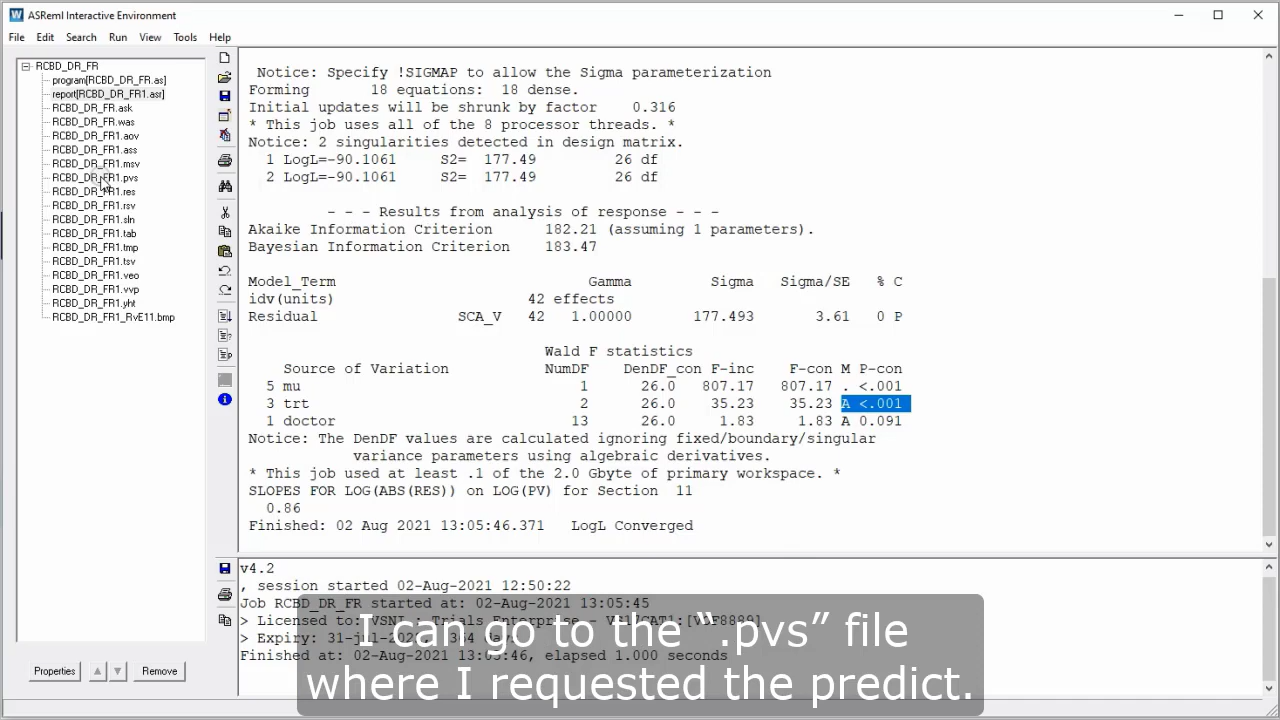 ASReml Interactive Environment
File Edit Search Run View Tools Help
RCBD_DR_FR
program[RCBD_DR_FR.as]
report[RCBD_DR_FR1.asr]
RCBD_DR_FR.ask
RCBD_DR_FR.was
RCBD_DR_FR1.aov
RCBD_DR_FR1.ass
RCBD_DR_FR1.msv
RCBD_DR_FR1.pvs
RCBD_DR_FR1.res
RCBD_DR_FR1.rsv
RCBD_DR_FR1.sln
RCBD_DR_FR1.tab
RCBD_DR_FR1.tmp
RCBD_DR_FR1.tsv
RCBD_DR_FR1.veo
RCBD_DR_FR1.vvp
RCBD_DR_FR1.yht
RCBD_DR_FR1_RvE11.bmp
Properties Remove
Notice: Specify !SIGMAP to allow the Sigma parameterization
Forming 18 equations: 18 dense.
Initial updates will be shrunk by factor 0.316
* This job uses all of the 8 processor threads. *
Notice: 2 singularities detected in design matrix.
1 LogL=-90.1061 S2= 177.49 26 df
2 LogL=-90.1061 S2= 177.49 26 df
- - - Results from analysis of response - - -
Akaike Information Criterion 182.21 (assuming 1 parameters).
Bayesian Information Criterion 183.47
Model_Term Gamma Sigma Sigma/SE % C
idv(units) 42 effects
Residual SCA_V 42 1.00000 177.493 3.61 0 P
Wald F statistics
Source of Variation NumDF DenDF_con F-inc F-con M P-con
5 mu 1 26.0 807.17 807.17 . <.001
3 trt 2 26.0 35.23 35.23 A <.001
1 doctor 13 26.0 1.83 1.83 A 0.091
Notice: The DenDF values are calculated ignoring fixed/boundary/singular
variance parameters using algebraic derivatives.
* This job used at least .1 of the 2.0 Gbyte of primary workspace. *
SLOPES FOR LOG(ABS(RES)) on LOG(PV) for Section 11
0.86
Finished: 02 Aug 2021 13:05:46.371 LogL Converged
v4.2
, session started 02-Aug-2021 12:50:22
Job RCBD_DR_FR started at: 02-Aug-2021 13:05:45
> Licensed to: VSNi - Trials Enterprise -
> Expiry: 31-jul-
Finished at: 02-Aug-2021 13:05:46, elapsed 1.000 seconds
I can go to the “.pvs” file
where I requested the predict.